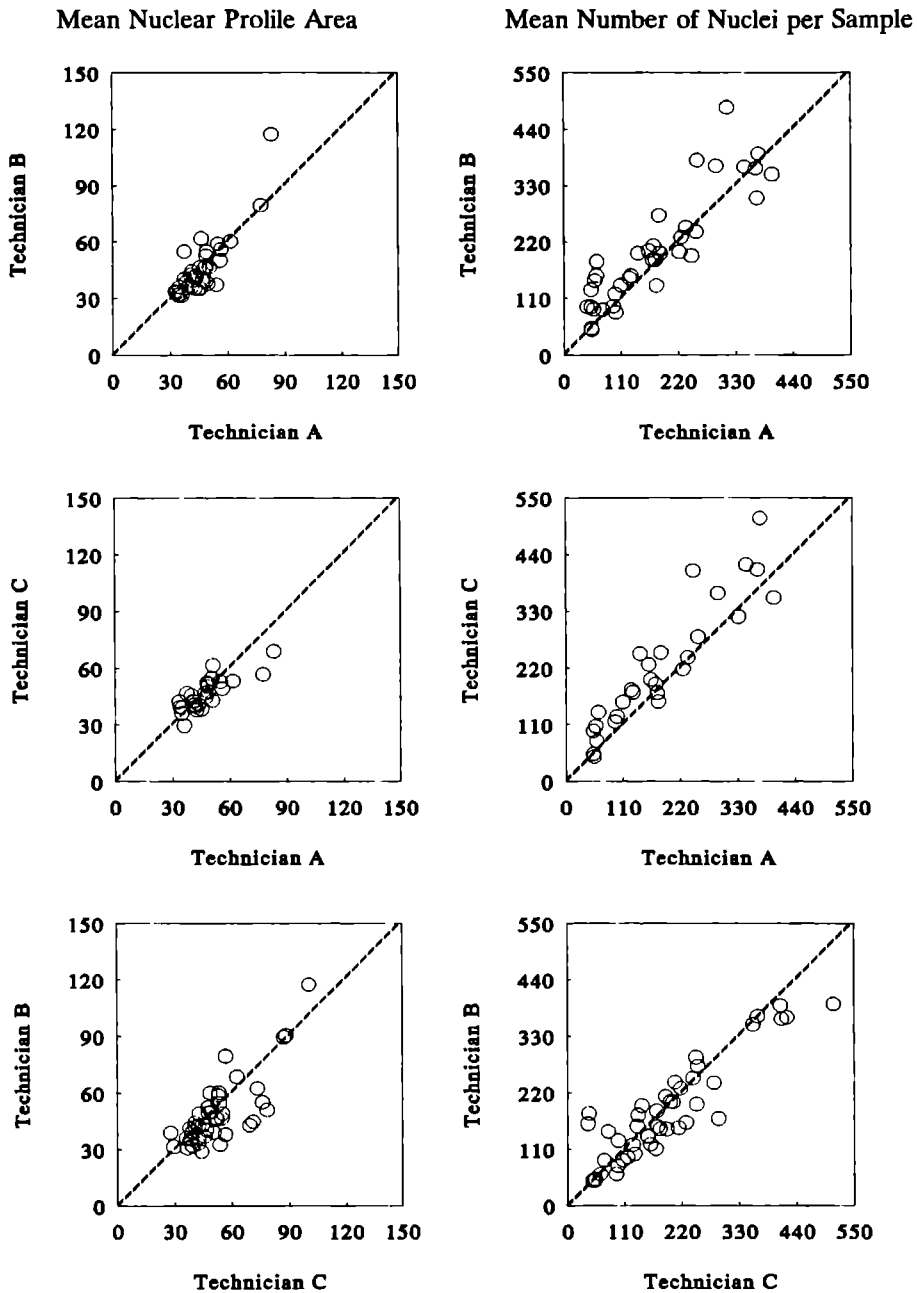 Mean Nuclear Prolile Area
Mean Number of Nuclei per Sample
150
120
90
60
30
0
Technician B
0 30 60 90 120 150
Technician A
550
440
330
220
110
0
Technician B
0 110 220 330 440 550
Technician A
150
120
90
60
30
0
Technician C
0 30 60 90 120 150
Technician A
550
440
330
220
110
0
Technician C
0 110 220 330 440 550
Technician A
150
120
90
60
30
0
Technician B
0 30 60 90 120 150
Technician C
550
440
330
220
110
0
Technician B
0 110 220 330 440 550
Technician C